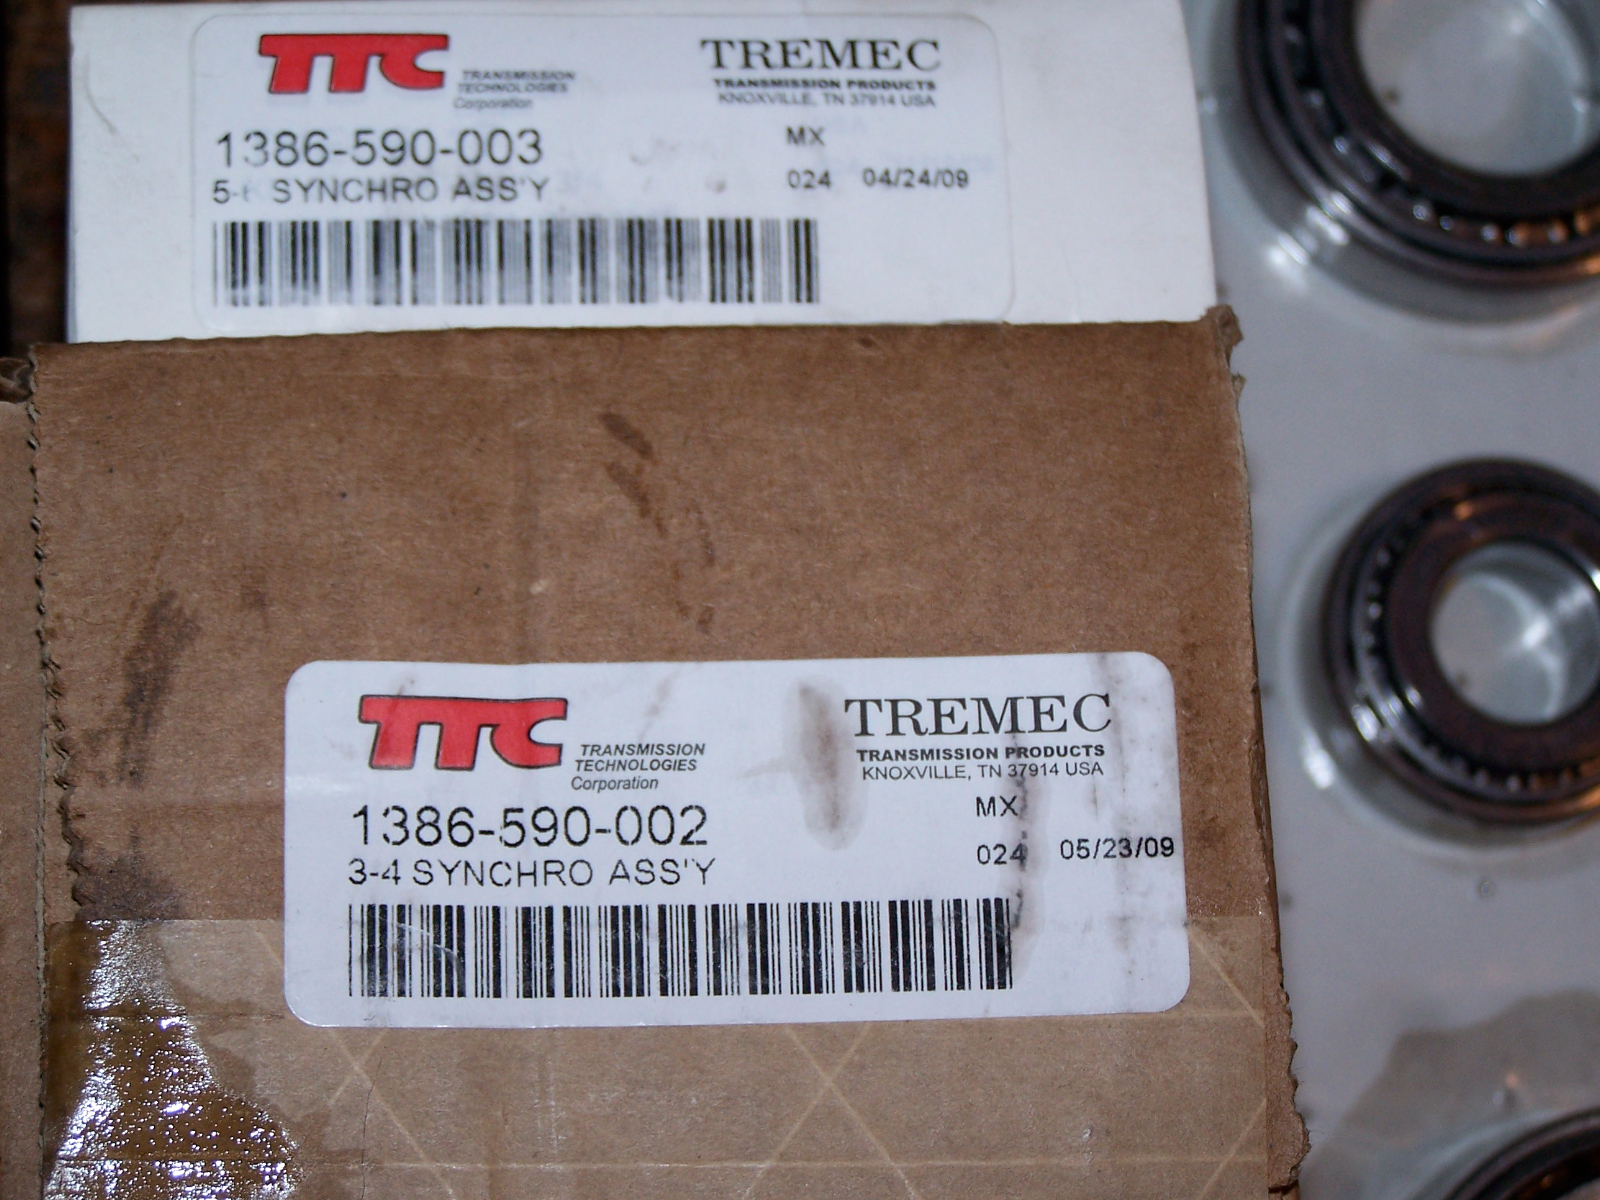 TTC
TRANSMISSION
TECHNOLOGIES
Corporation
TREMEC
TRANSMISSION PRODUCTS
KNOXVILLE, TN 37914 USA
1386-590-003
MX
5-6 SYNCHRO ASS'Y
024 04/24/09
TTC
TRANSMISSION
TECHNOLOGIES
Corporation
TREMEC
TRANSMISSION PRODUCTS
KNOXVILLE, TN 37914 USA
1386-590-002
MX
3-4 SYNCHRO ASS'Y
024 05/23/09